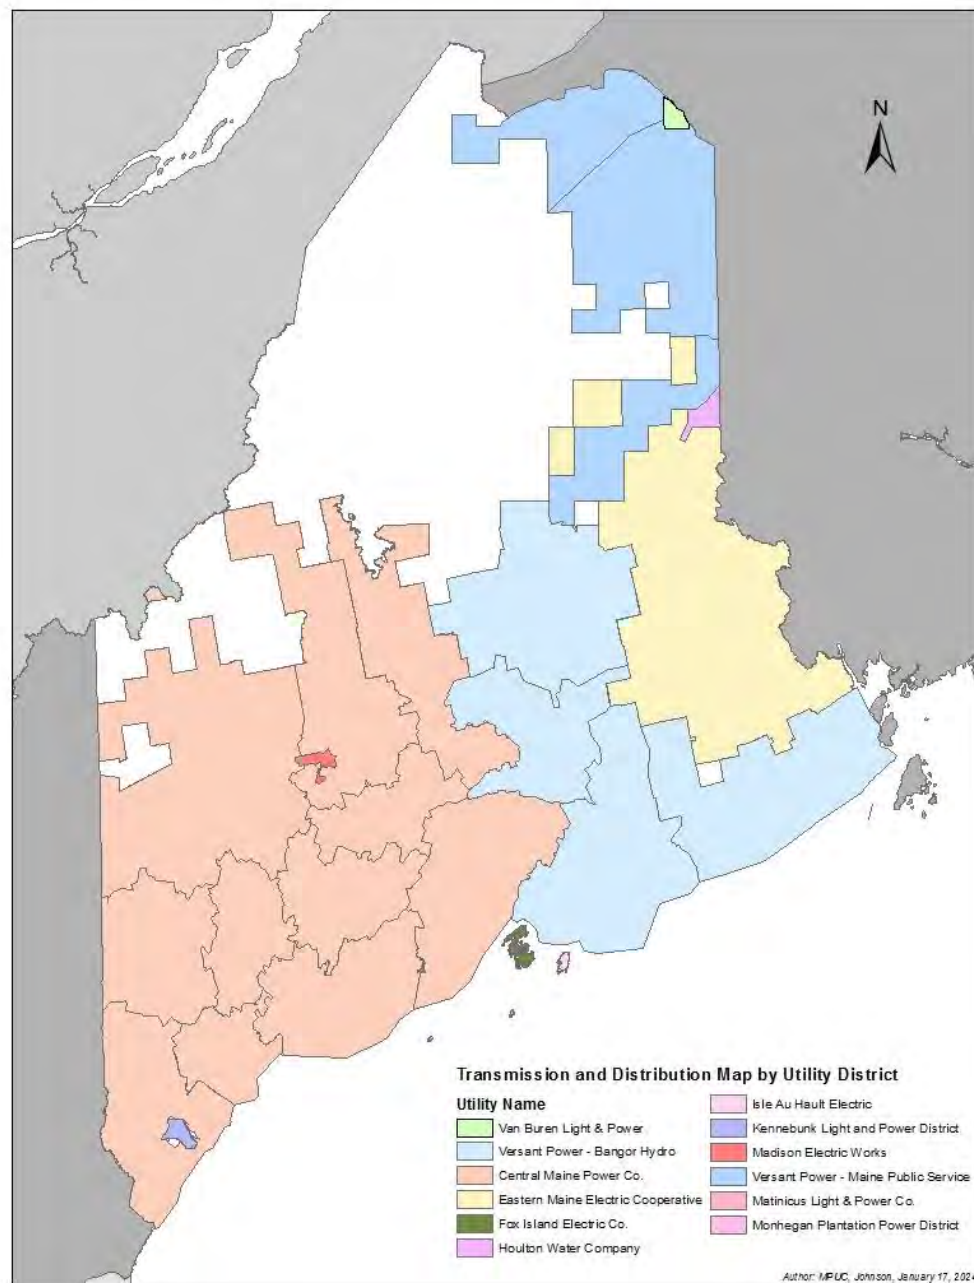 N
Transmission and Distribution Map by Utility District
Utility Name
Van Buren Light & Power
Versant Power - Bangor Hydro
Central Maine Power Co.
Eastern Maine Electric Cooperative
Fox Island Electric Co.
Houlton Water Company
Isle Au Hault Electric
Kennebunk Light and Power District
Madison Electric Works
Versant Power - Maine Public Service
Matinicus Light & Power Co.
Monhegan Plantation Power District
Author: MPUC, Johnson, January 17,